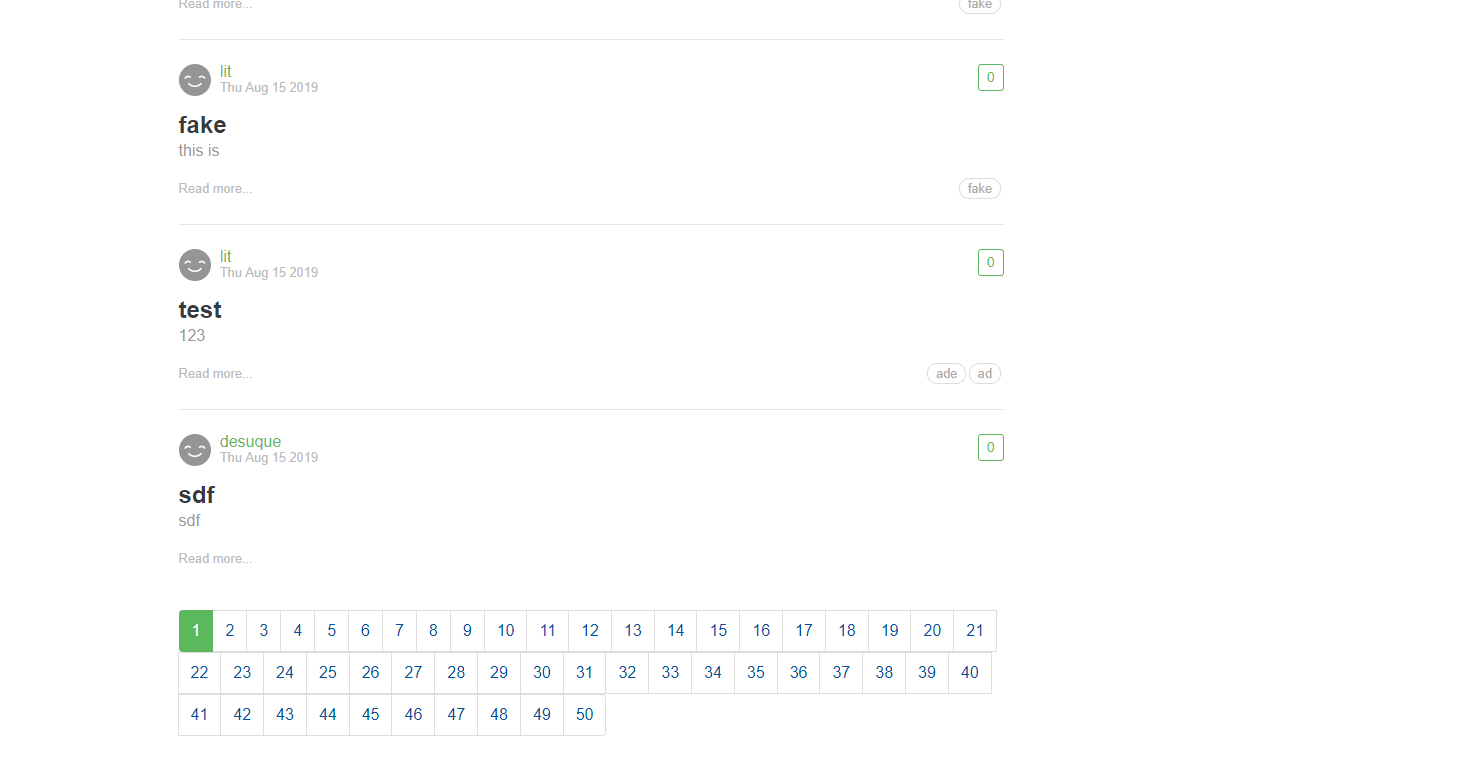 Read more... fake
lit 0
Thu Aug 15 2019
fake
this is
Read more... fake
lit 0
Thu Aug 15 2019
test
123
Read more... ade ad
desuque 0
Thu Aug 15 2019
sdf
sdf
Read more...
1 2 3 4 5 6 7 8 9 10 11 12 13 14 15 16 17 18 19 20 21
22 23 24 25 26 27 28 29 30 31 32 33 34 35 36 37 38 39 40
41 42 43 44 45 46 47 48 49 50